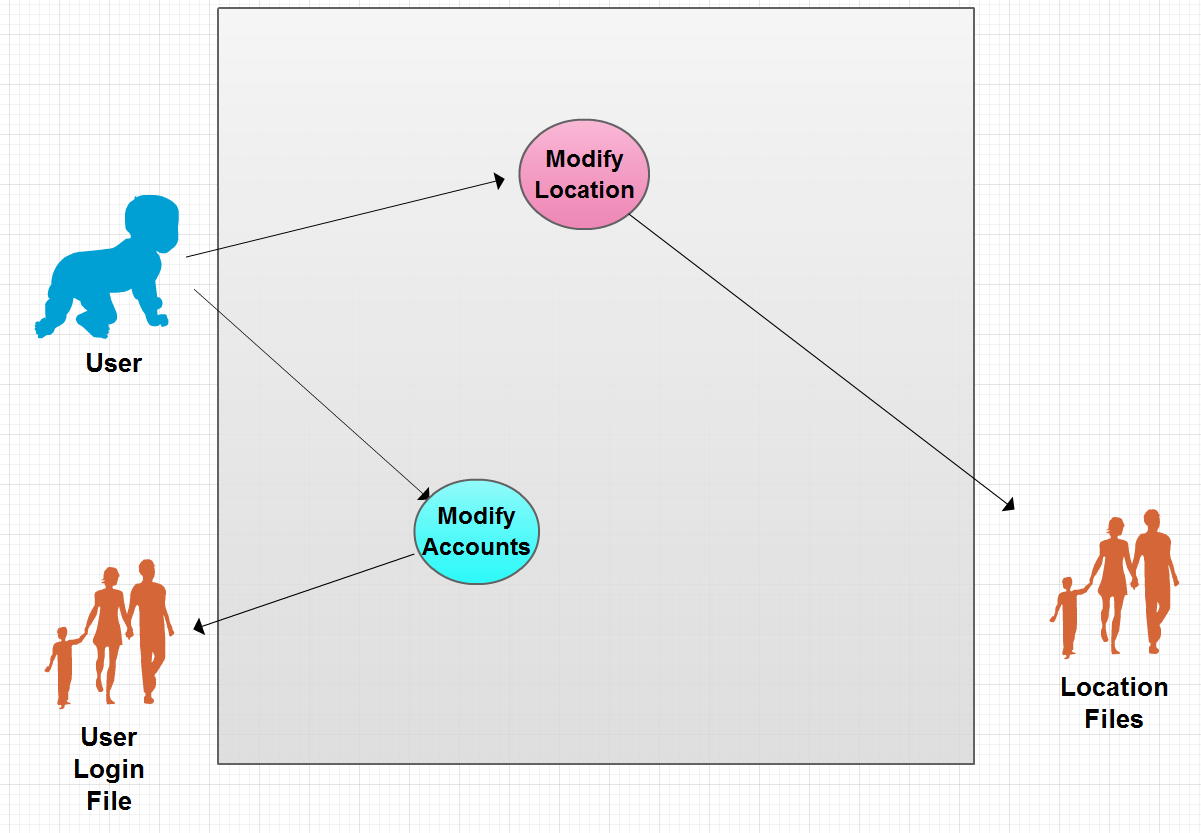 Modify
Location
User
Modify
Accounts
User
Login
File
Location
Files